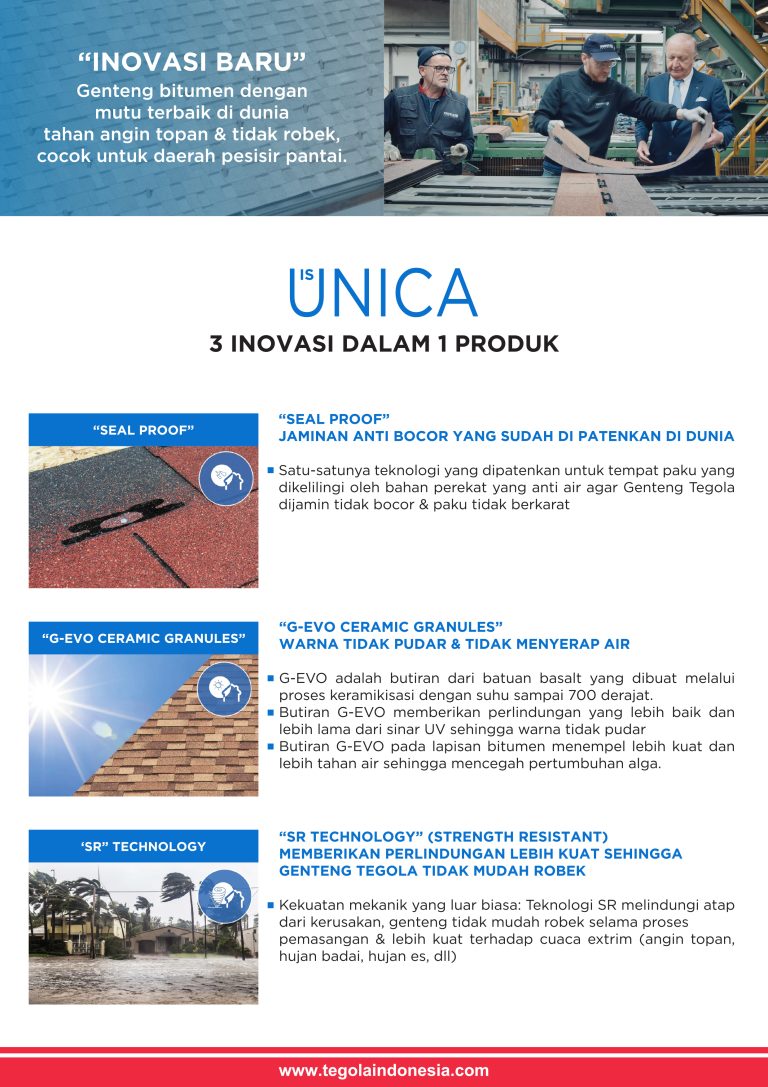 “INOVASI BARU”
Genteng bitumen dengan
mutu terbaik di dunia
tahan angin topan & tidak robek,
cocok untuk daerah pesisir pantai.
IS
UNICA
3 INOVASI DALAM 1 PRODUK
“SEAL PROOF”
“SEAL PROOF”
JAMINAN ANTI BOCOR YANG SUDAH DI PATENKAN DI DUNIA
Satu-satunya teknologi yang dipatenkan untuk tempat paku yang
dikelilingi oleh bahan perekat yang anti air agar Genteng Tegola
dijamin tidak bocor & paku tidak berkarat
“G-EVO CERAMIC GRANULES”
“G-EVO CERAMIC GRANULES”
WARNA TIDAK PUDAR & TIDAK MENYERAP AIR
G-EVO adalah butiran dari batuan basalt yang dibuat melalui
proses keramikisasi dengan suhu sampai 700 derajat.
Butiran G-EVO memberikan perlindungan yang lebih baik dan
lebih lama dari sinar UV sehingga warna tidak pudar
Butiran G-EVO pada lapisan bitumen menempel lebih kuat dan
lebih tahan air sehingga mencegah pertumbuhan alga.
‘SR” TECHNOLOGY
“SR TECHNOLOGY” (STRENGTH RESISTANT)
MEMBERIKAN PERLINDUNGAN LEBIH KUAT SEHINGGA
GENTENG TEGOLA TIDAK MUDAH ROBEK
Kekuatan mekanik yang luar biasa: Teknologi SR melindungi atap
dari kerusakan, genteng tidak mudah robek selama proses
pemasangan & lebih kuat terhadap cuaca extrim (angin topan,
hujan badai, hujan es, dll)
www.tegolaindonesia.com